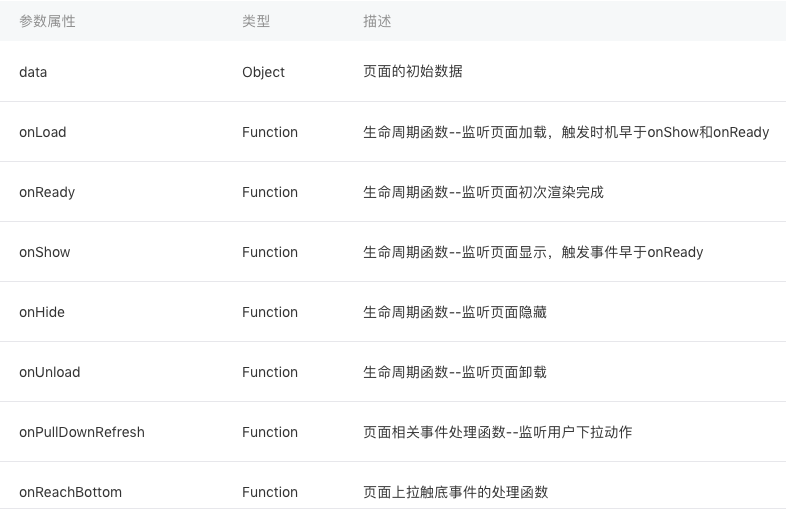 参数属性 类型 描述
data Object 页面的初始数据
onLoad Function 生命周期函数--监听页面加载，触发时机早于onShow和onReady
onReady Function 生命周期函数--监听页面初次渲染完成
onShow Function 生命周期函数--监听页面显示，触发事件早于onReady
onHide Function 生命周期函数--监听页面隐藏
onUnload Function 生命周期函数--监听页面卸载
onPullDownRefresh Function 页面相关事件处理函数--监听用户下拉动作
onReachBottom Function 页面上拉触底事件的处理函数